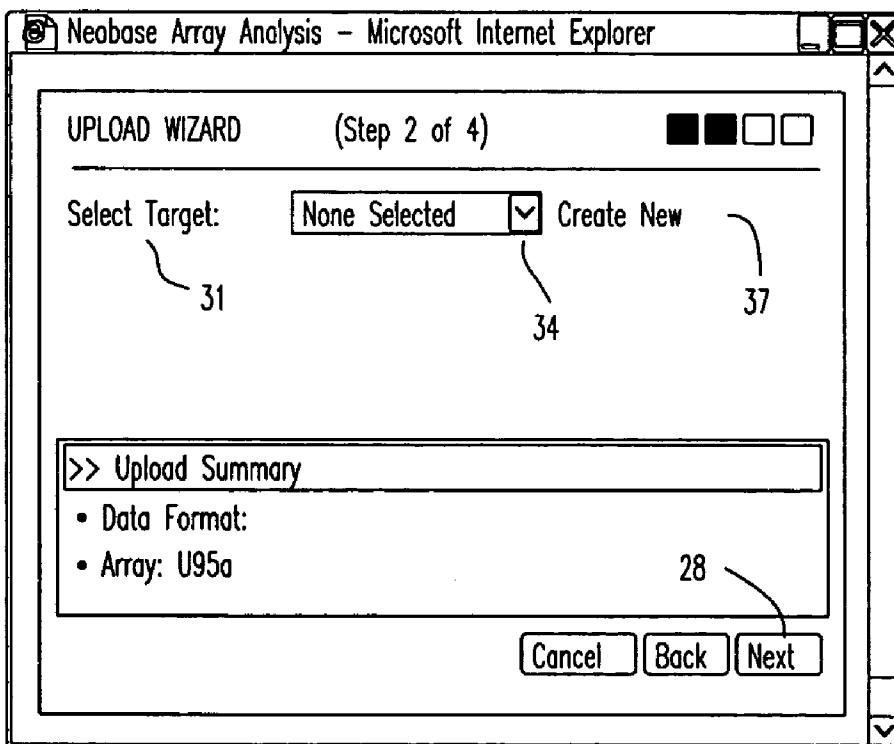 Neobase Array Analysis – Microsoft Internet Explorer
UPLOAD WIZARD (Step 2 of 4)
Select Target: None Selected Create New
31
34
37
>> Upload Summary
• Data Format:
• Array: U95a
28
Cancel Back Next